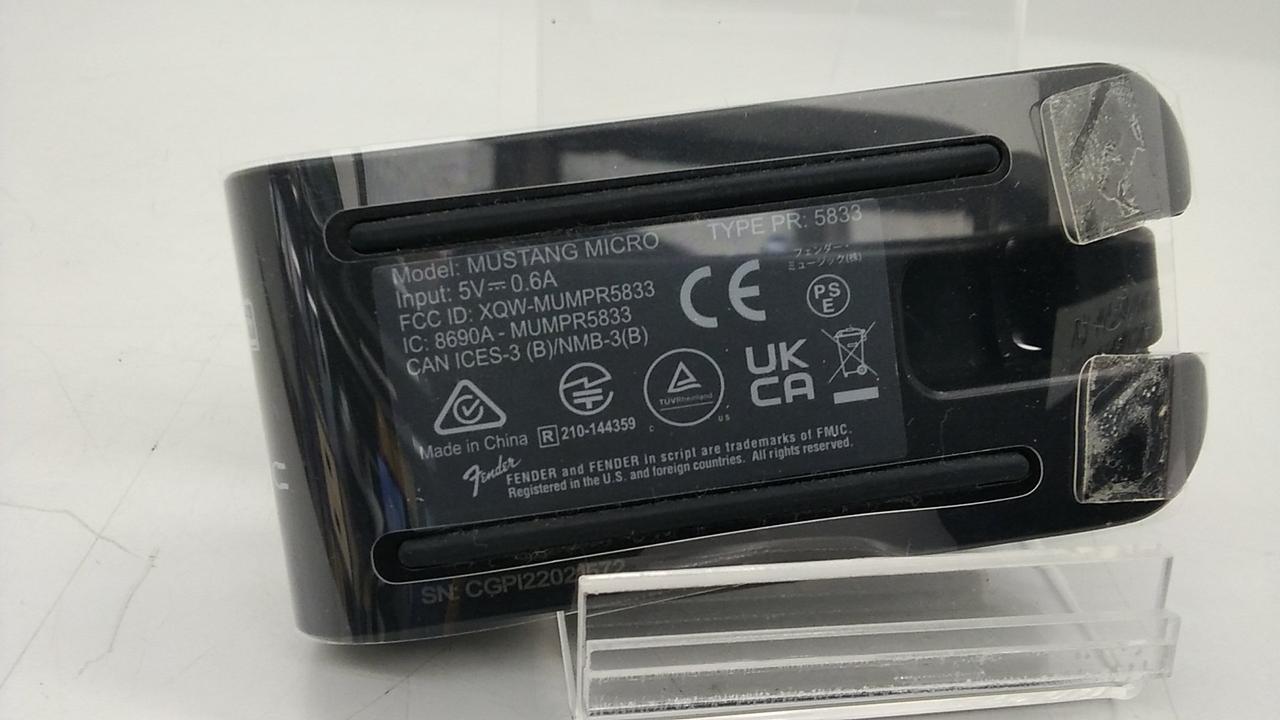 Model: MUSTANG MICRO
TYPE PR: 5833
Input: 5V⎓0.6A
FCC ID: XQW-MUMPR5833
IC: 8690A - MUMPR5833
CAN ICES-3 (B)/NMB-3(B)
CE
フェンダー・
ミュージック(株)
PS
E
UK
CA
TÜVRheinland
C US
Made in China
R 210-144359
Fender
FENDER and FENDER in script are trademarks of FMIC.
Registered in the U.S. and foreign countries. All rights reserved.